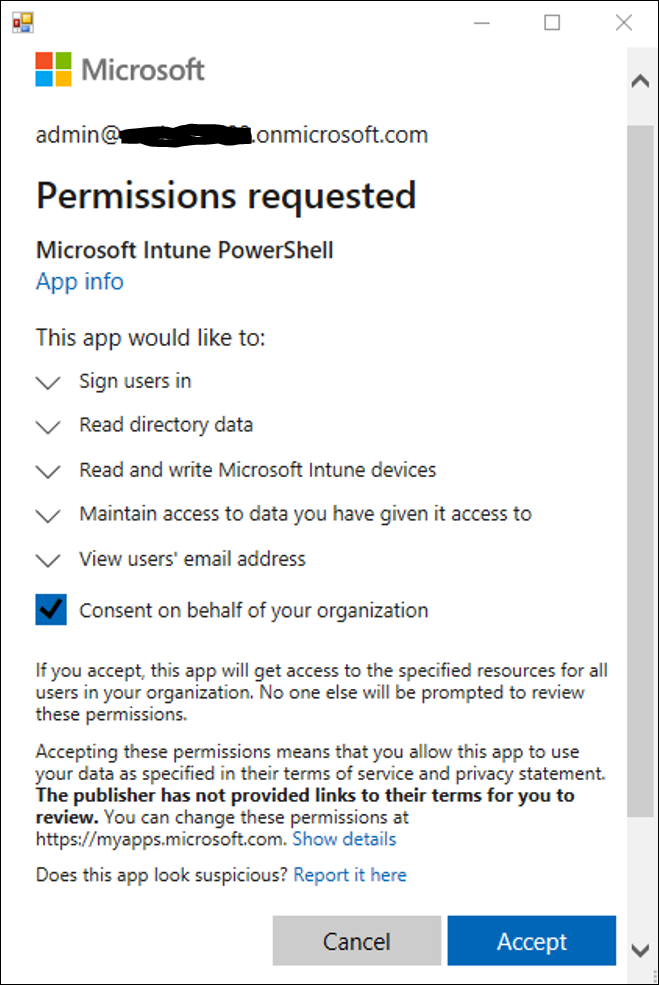 Microsoft
admin@.onmicrosoft.com
Permissions requested
Microsoft Intune PowerShell
App info
This app would like to:
Sign users in
Read directory data
Read and write Microsoft Intune devices
Maintain access to data you have given it access to
View users' email address
Consent on behalf of your organization
If you accept, this app will get access to the specified resources for all
users in your organization. No one else will be prompted to review
these permissions.
Accepting these permissions means that you allow this app to use
your data as specified in their terms of service and privacy statement.
The publisher has not provided links to their terms for you to
review. You can change these permissions at
https://myapps.microsoft.com. Show details
Does this app look suspicious? Report it here
Cancel Accept